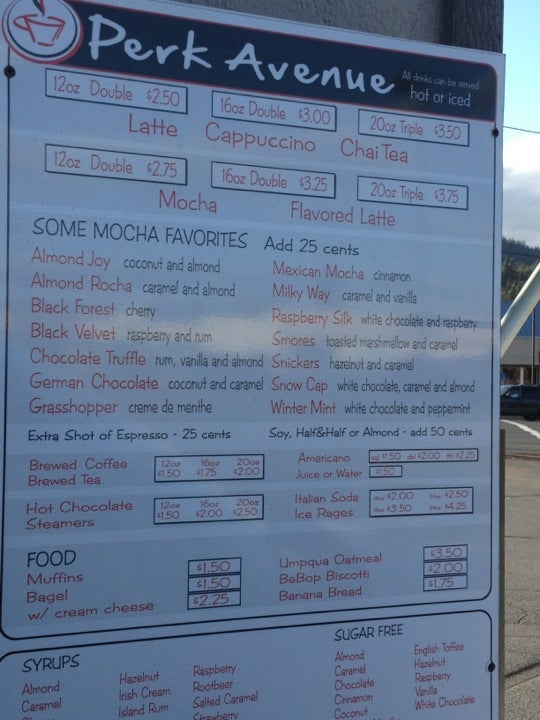 Perk Avenue
All drinks can be served
hot or iced
12oz Double $2.50
16oz Double $3.00
20oz Triple $3.50
Latte Cappuccino Chai Tea
12oz Double $2.75
16oz Double $3.25
20oz Triple $3.75
Mocha Flavored Latte
SOME MOCHA FAVORITES Add 25 cents
Almond Joy coconut and almond
Almond Rocha caramel and almond
Black Forest cherry
Black Velvet raspberry and rum
Chocolate Truffle rum, vanilla and almond
German Chocolate coconut and caramel
Grasshopper creme de menthe
Mexican Mocha cinnamon
Milky Way caramel and vanilla
Raspberry Silk white chocolate and raspberry
Smores toasted marshmallow and caramel
Snickers hazelnut and caramel
Snow Cap white chocolate, caramel and almond
Winter Mint white chocolate and peppermint
Extra Shot of Espresso - 25 cents
Soy, Half&Half or Almond - add 50 cents
Brewed Coffee
Brewed Tea
12oz 16oz 20oz
$1.50 $1.75 $2.00
Americano $1.50 dbl $2.00 tri $2.25
Juice or Water $1.50
Hot Chocolate
Steamers
12oz 16oz 20oz
$1.50 $2.00 $2.50
Italian Soda 16oz $2.00 24oz $2.50
Ice Rages 16oz $3.50 24oz $4.25
FOOD
Muffins $1.50
Bagel $1.50
w/ cream cheese $2.25
Umpqua Oatmeal $3.50
BeBop Biscotti $2.00
Banana Bread $1.75
SYRUPS
Almond
Caramel
Hazelnut
Irish Cream
Island Rum
Raspberry
Rootbeer
Salted Caramel
Strawberry
SUGAR FREE
Almond
Caramel
Chocolate
Cinnamon
Coconut
English Toffee
Hazelnut
Raspberry
Vanilla
White Chocolate